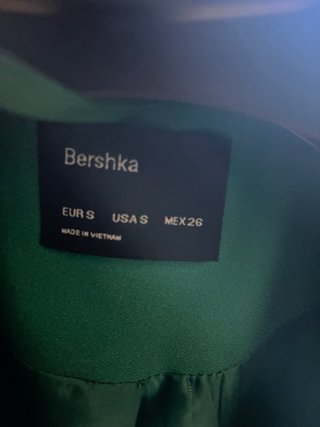 Bershka
EUR S USA S MEX 26
MADE IN VIETNAM